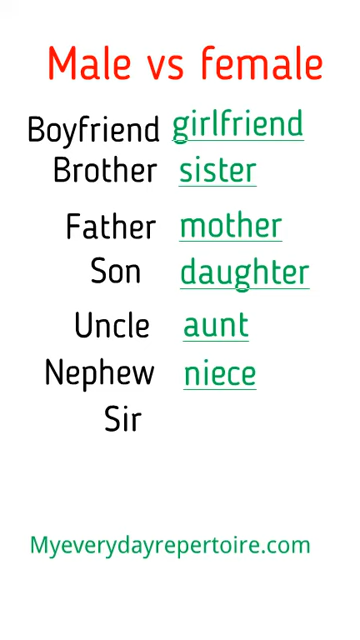 Male vs female
Boyfriend girlfriend
Brother sister
Father mother
Son daughter
Uncle aunt
Nephew niece
Sir
Myeverydayrepertoire.com